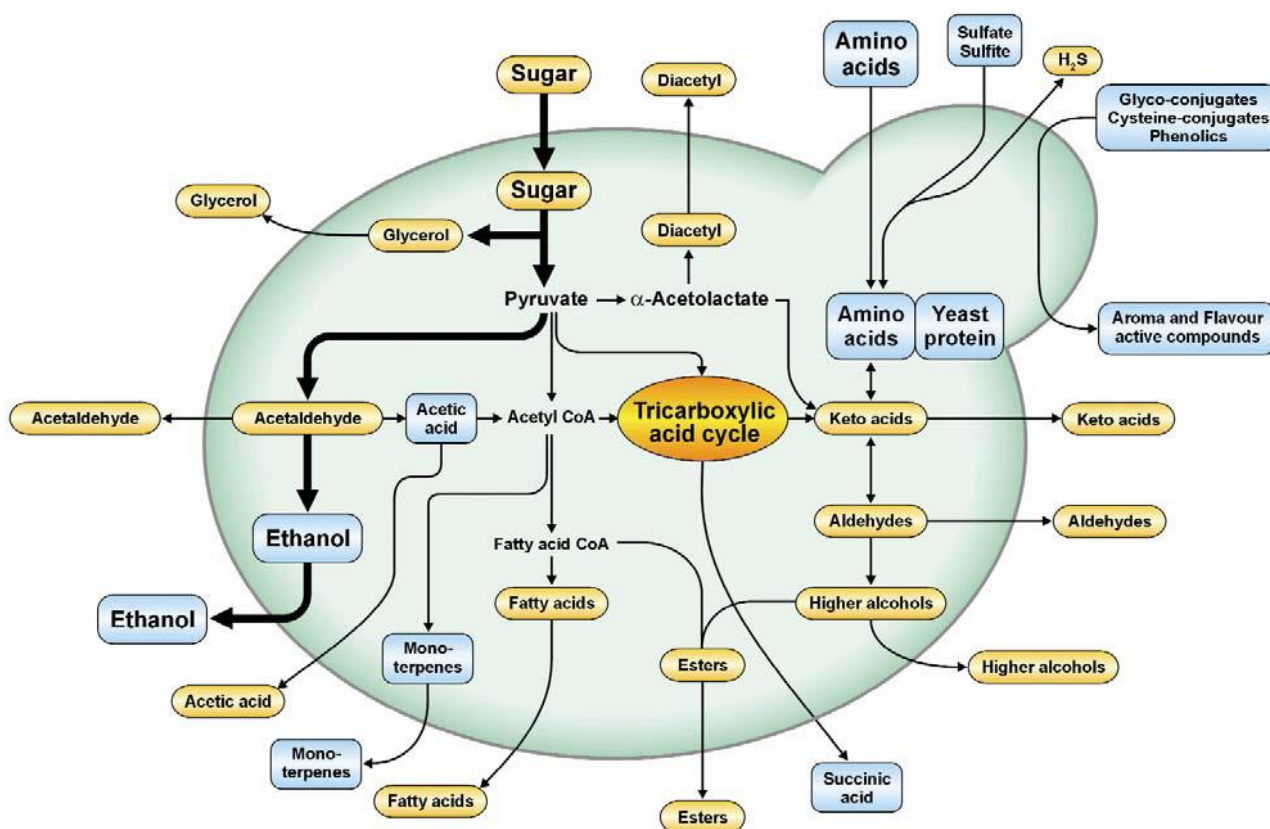 Sugar
Diacetyl
Amino
acids
Sulfate
Sulfite
H2S
Glyco-conjugates
Cysteine-conjugates
Phenolics
Sugar
Glycerol
Glycerol
Diacetyl
Pyruvate
α-Acetolactate
Amino
acids
Yeast
protein
Aroma and Flavour
active compounds
Acetaldehyde
Acetaldehyde
Acetic
acid
Acetyl CoA
Tricarboxylic
acid cycle
Keto acids
Keto acids
Ethanol
Fatty acid CoA
Aldehydes
Aldehydes
Ethanol
Fatty acids
Higher alcohols
Mono-
terpenes
Esters
Higher alcohols
Acetic acid
Mono-
terpenes
Fatty acids
Esters
Succinic
acid